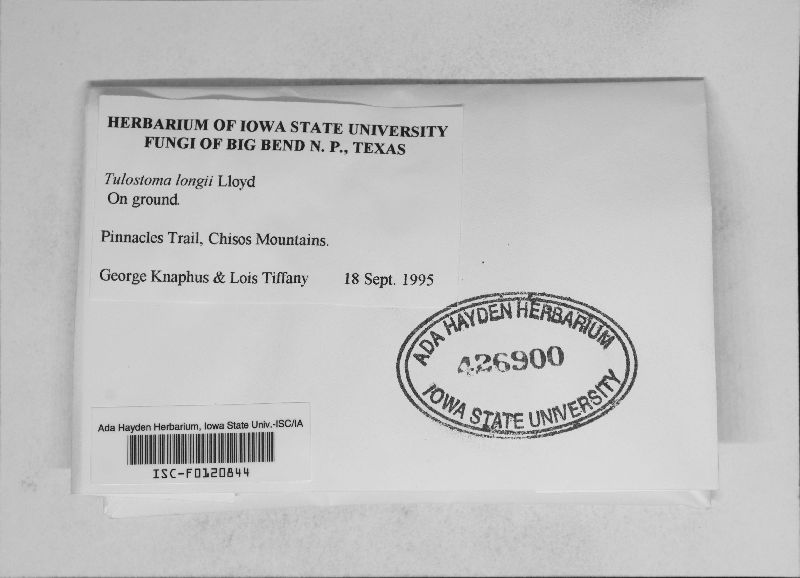 HERBARIUM OF IOWA STATE UNIVERSITY
FUNGI OF BIG BEND N. P., TEXAS
Tulostoma longii Lloyd
On ground.
Pinnacles Trail, Chisos Mountains.
George Knaphus & Lois Tiffany 18 Sept. 1995
ADA HAYDEN HERBARIUM
426900
IOWA STATE UNIVERSITY
Ada Hayden Herbarium, Iowa State Univ.-ISC/IA
ISC-F0120844